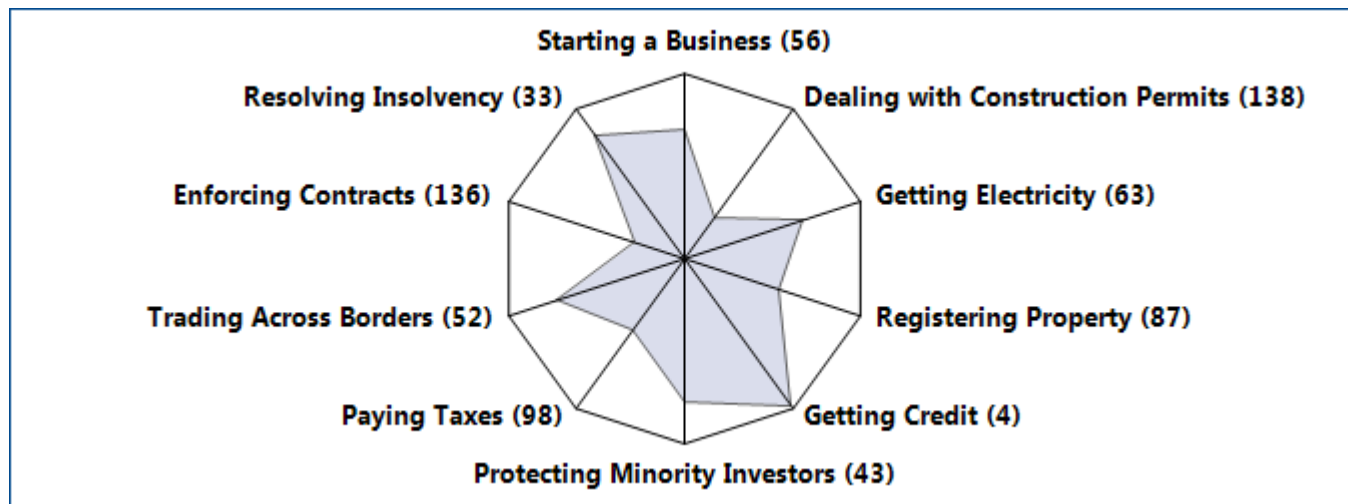 Starting a Business (56)
Resolving Insolvency (33)
Dealing with Construction Permits (138)
Enforcing Contracts (136)
Getting Electricity (63)
Trading Across Borders (52)
Registering Property (87)
Paying Taxes (98)
Getting Credit (4)
Protecting Minority Investors (43)